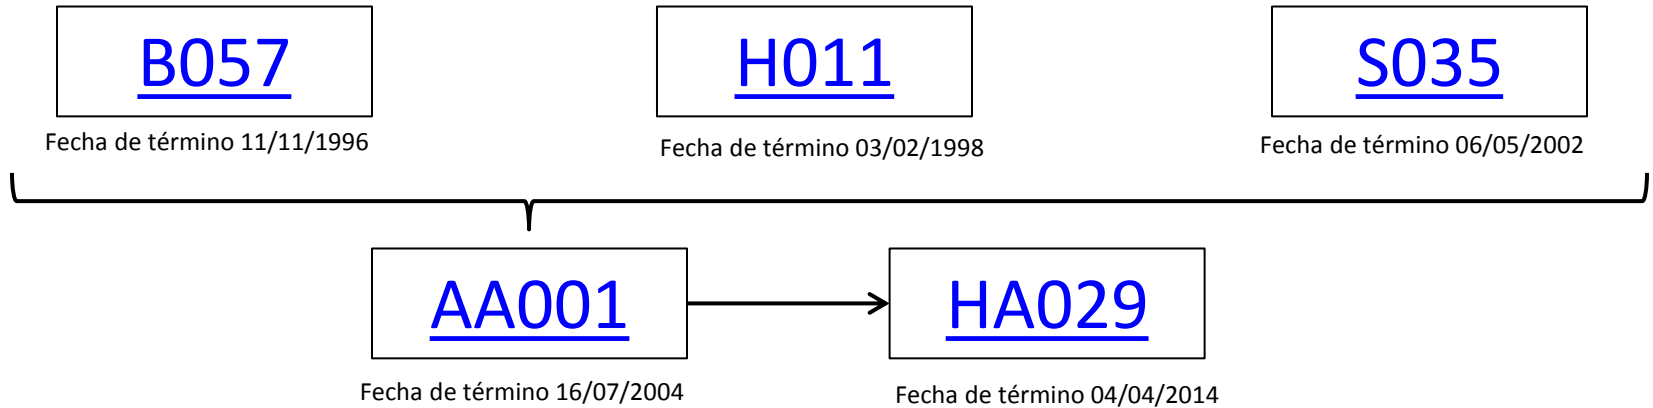 B057
H011
S035
Fecha de término 11/11/1996
Fecha de término 03/02/1998
Fecha de término 06/05/2002
AA001
HA029
Fecha de término 16/07/2004
Fecha de término 04/04/2014